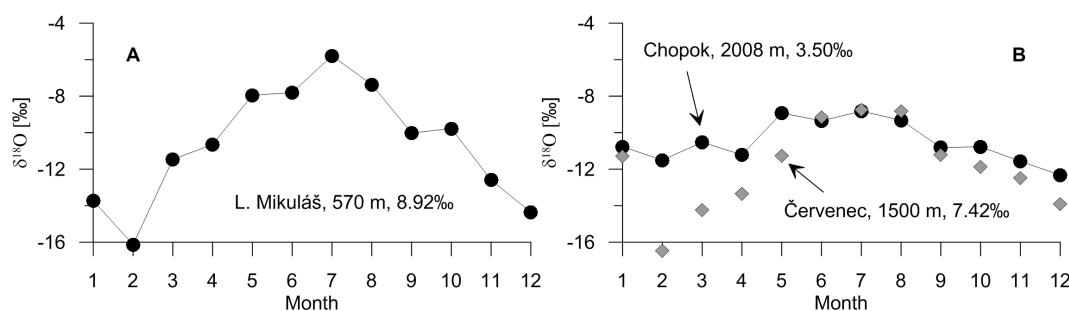 -4
A
-8
δ¹⁸O [‰]
-12
L. Mikuláš, 570 m, 8.92‰
-16
1 2 3 4 5 6 7 8 9 10 11 12
Month
-4
Chopok, 2008 m, 3.50‰
B
-8
δ¹⁸O [‰]
-12
Červenec, 1500 m, 7.42‰
-16
1 2 3 4 5 6 7 8 9 10 11 12
Month